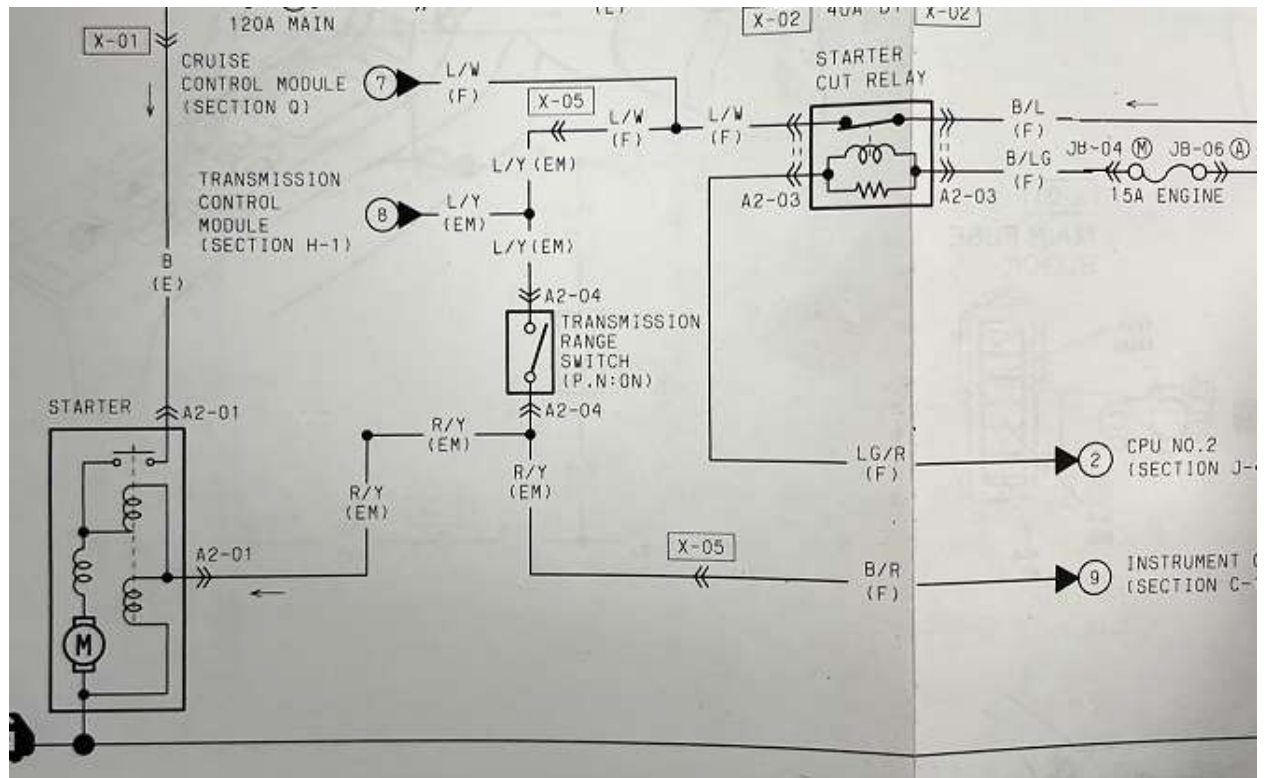 120A MAIN
X-01
X-02
X-02
CRUISE
CONTROL MODULE
(SECTION Q)
7
L/W
(F)
X-05
L/W
(F)
L/W
(F)
STARTER
CUT RELAY
B/L
(F)
B/LG
(F)
JB-04 M
JB-06 A
15A ENGINE
A2-03
A2-03
L/Y(EM)
TRANSMISSION
CONTROL
MODULE
(SECTION H-1)
8
L/Y
(EM)
L/Y(EM)
B
(E)
A2-04
TRANSMISSION
RANGE
SWITCH
(P.N:ON)
A2-04
STARTER
A2-01
R/Y
(EM)
R/Y
(EM)
R/Y
(EM)
LG/R
(F)
2
CPU NO.2
(SECTION J-
A2-01
X-05
B/R
(F)
9
INSTRUMENT
(SECTION C-
M